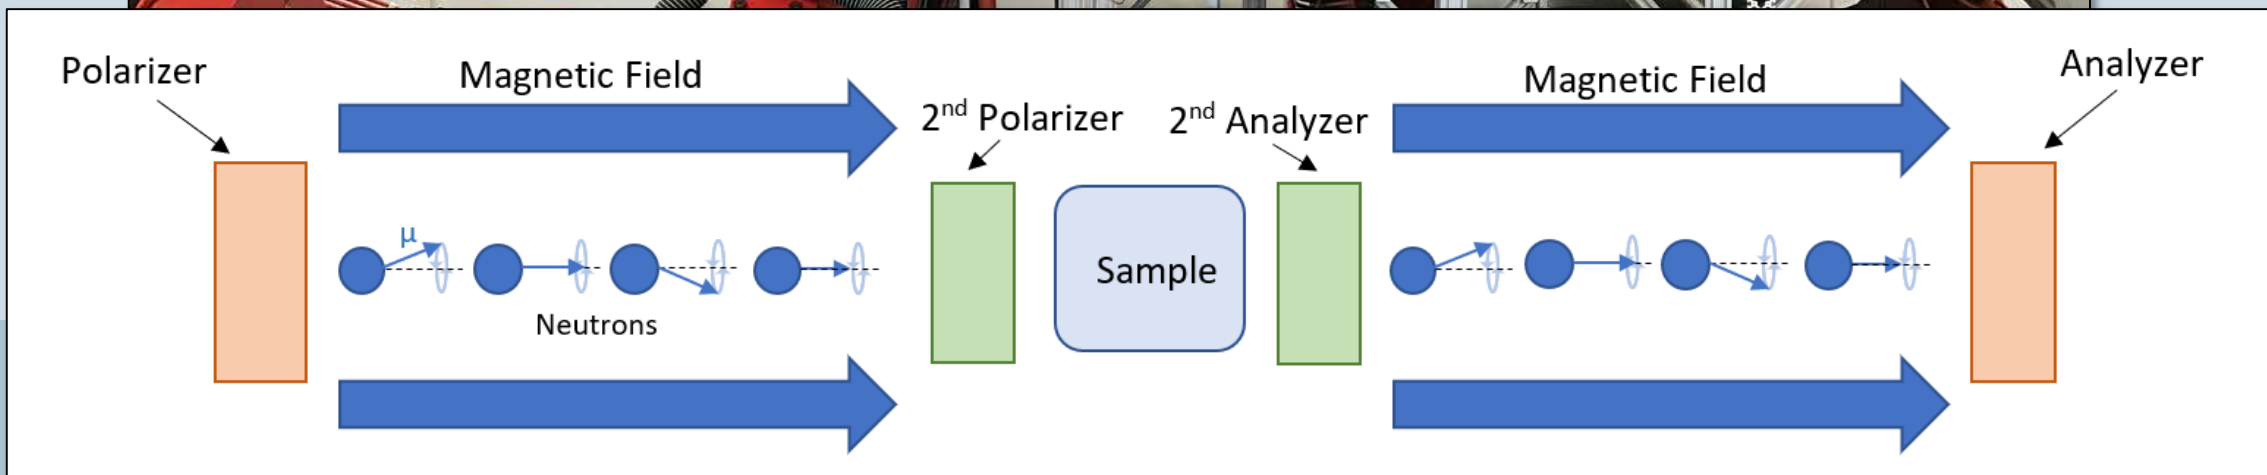 Polarizer
Magnetic Field
2nd Polarizer
2nd Analyzer
Magnetic Field
Analyzer
μ
Sample
Neutrons